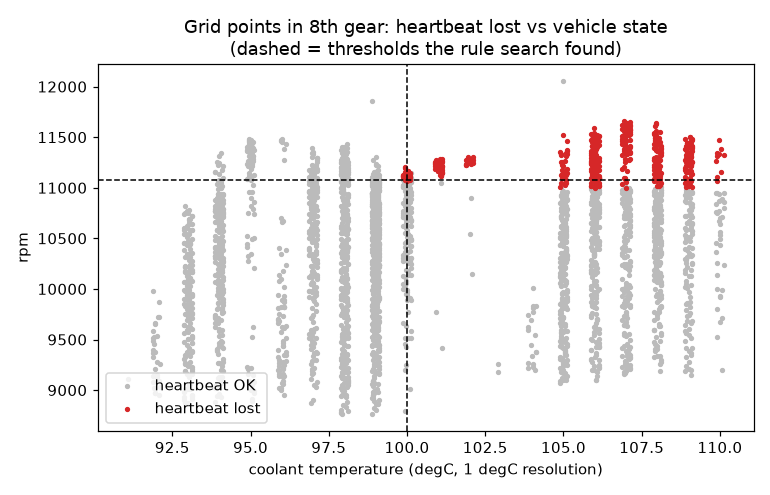 Grid points in 8th gear: heartbeat lost vs vehicle state
(dashed = thresholds the rule search found)
12000
11500
11000
10500
10000
9500
9000
rpm
heartbeat OK
heartbeat lost
92.5
95.0
97.5
100.0
102.5
105.0
107.5
110.0
coolant temperature (degC, 1 degC resolution)